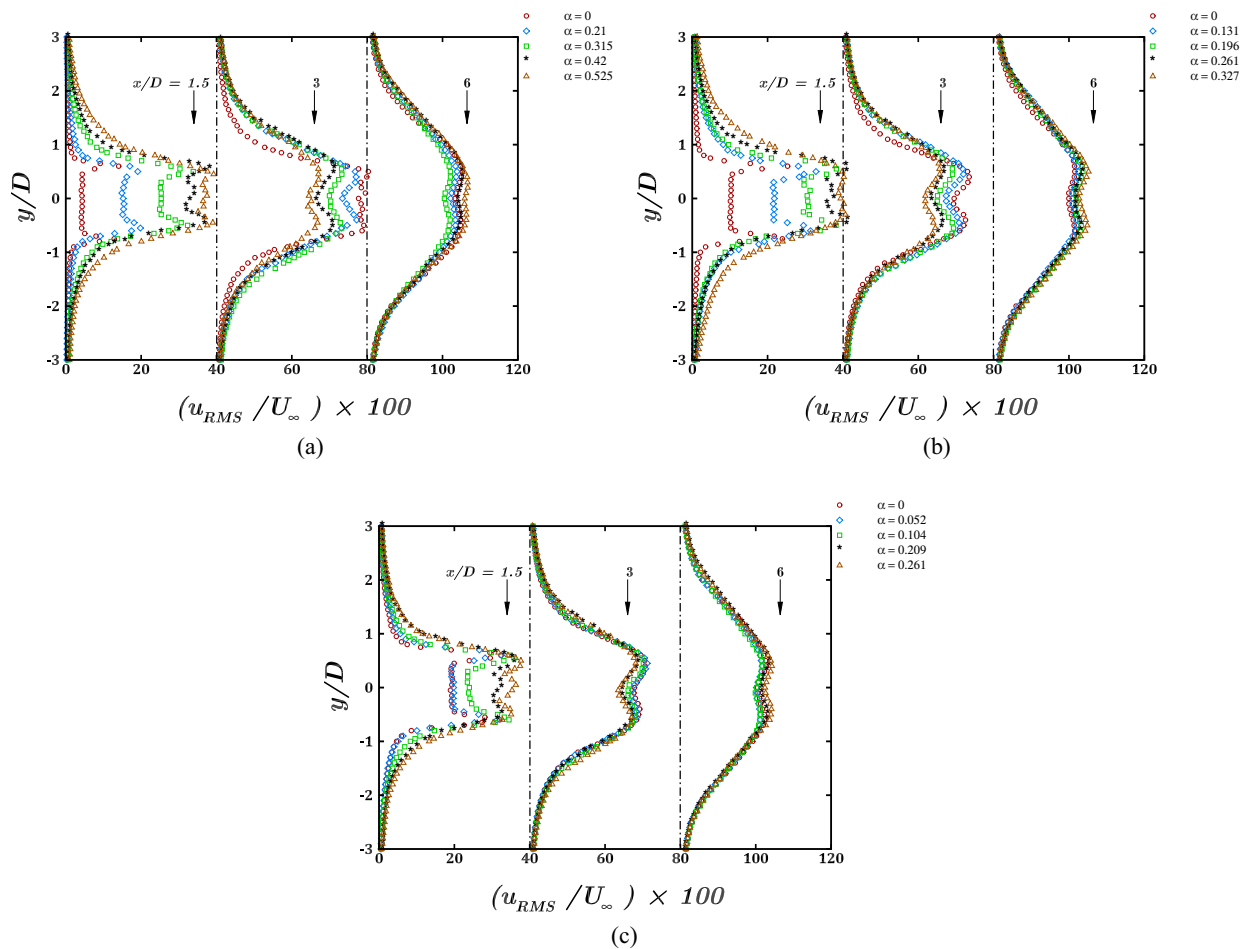 α = 0
α = 0.21
α = 0.315
α = 0.42
α = 0.525
x/D = 1.5
3
6
y/D
3
2
1
0
-1
-2
-3
0 20 40 60 80 100 120
(u_RMS /U_∞ ) × 100
(a)
α = 0
α = 0.131
α = 0.196
α = 0.261
α = 0.327
x/D = 1.5
3
6
y/D
3
2
1
0
-1
-2
-3
0 20 40 60 80 100 120
(u_RMS /U_∞ ) × 100
(b)
α = 0
α = 0.052
α = 0.104
α = 0.209
α = 0.261
x/D = 1.5
3
6
y/D
3
2
1
0
-1
-2
-3
0 20 40 60 80 100 120
(u_RMS /U_∞ ) × 100
(c)